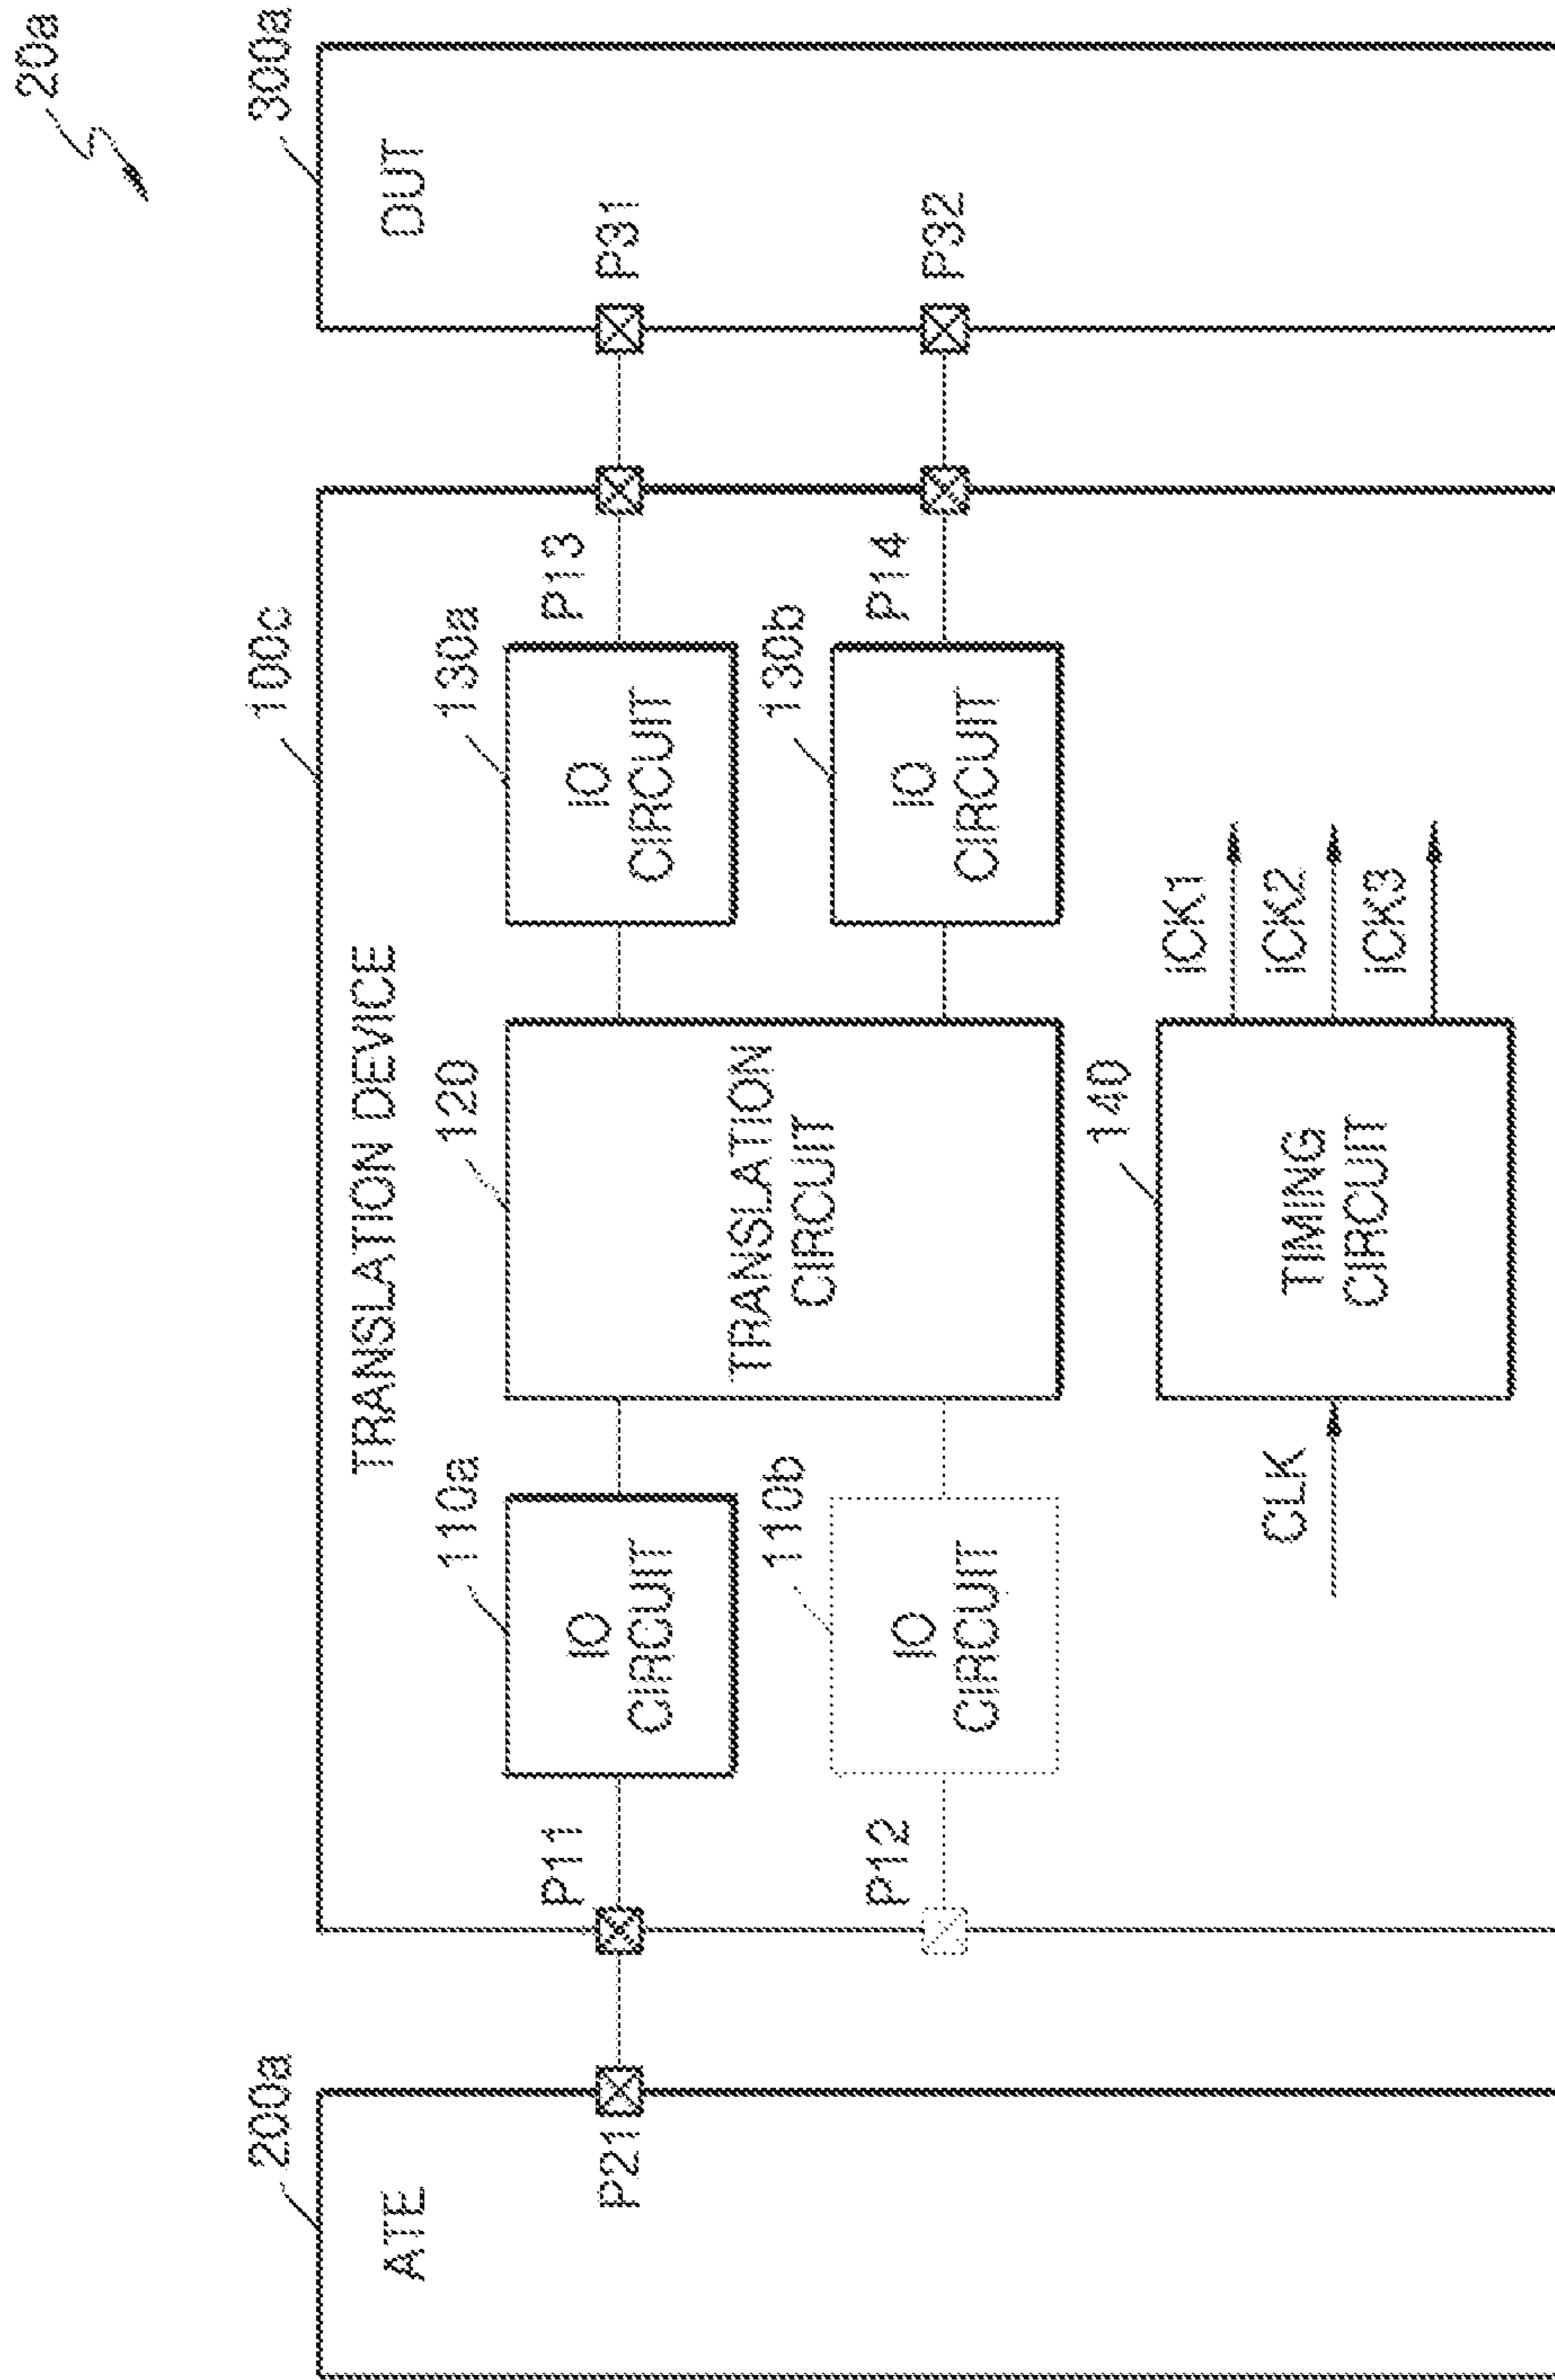 20a
200a
100c
300a
ATE
TRANSLATION DEVICE
DUT
110a
120
130a
P21
P11
IO
CIRCUIT
TRANSLATION
CIRCUIT
IO
CIRCUIT
P13
P31
110b
130b
P12
IO
CIRCUIT
IO
CIRCUIT
P14
P32
140
CLK
TIMING
CIRCUIT
iCK1
iCK2
iCK3